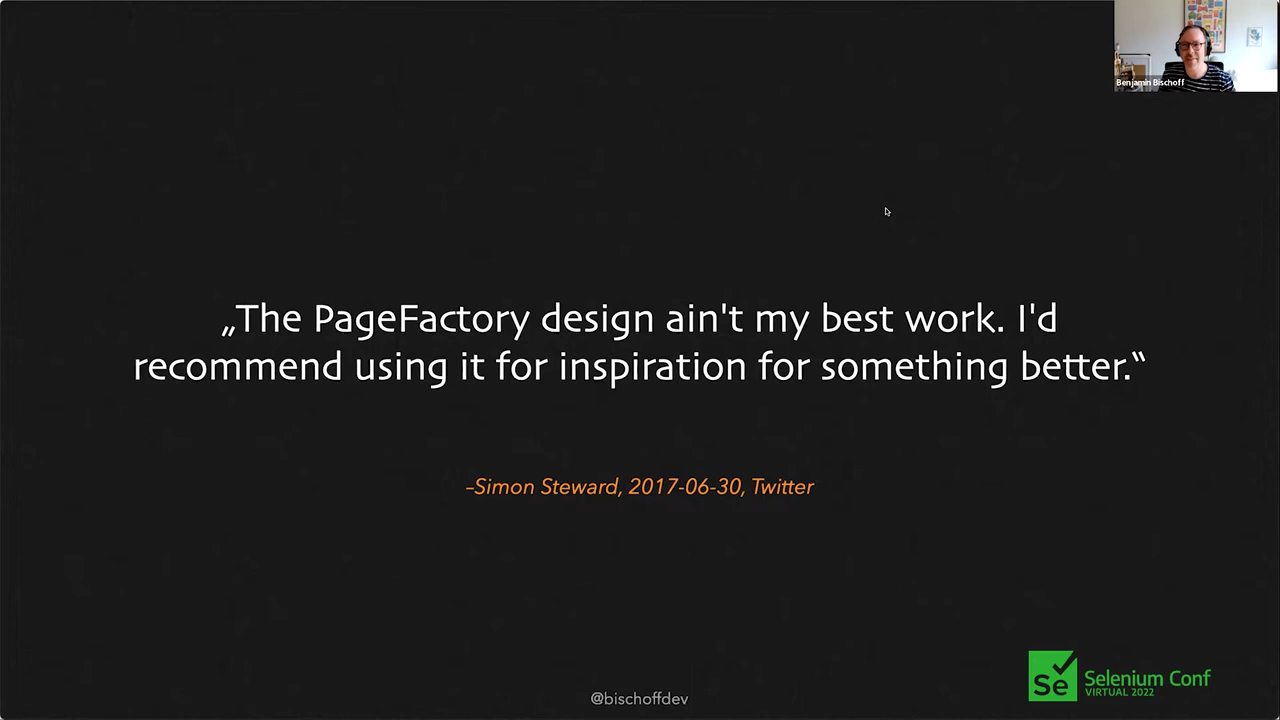 Benjamin Bischoff
„The PageFactory design ain't my best work. I'd
recommend using it for inspiration for something better.“
–Simon Steward, 2017-06-30, Twitter
@bischoffdev
Se
Selenium Conf
VIRTUAL 2022